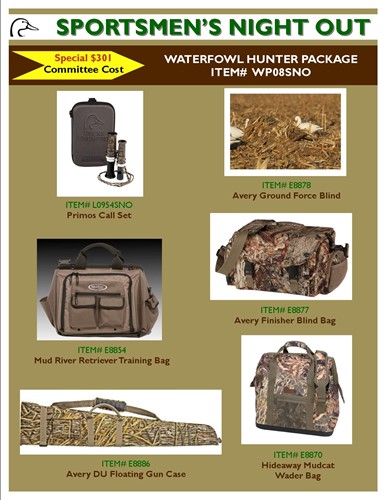 SPORTSMEN'S NIGHT OUT
Special $301
Committee Cost
WATERFOWL HUNTER PACKAGE
ITEM# WP08SNO
ITEM# L0954SNO
Primos Call Set
ITEM# E8878
Avery Ground Force Blind
ITEM# E8854
Mud River Retriever Training Bag
ITEM# E8877
Avery Finisher Blind Bag
ITEM# E8886
Avery DU Floating Gun Case
ITEM# E8870
Hideaway Mudcat
Wader Bag